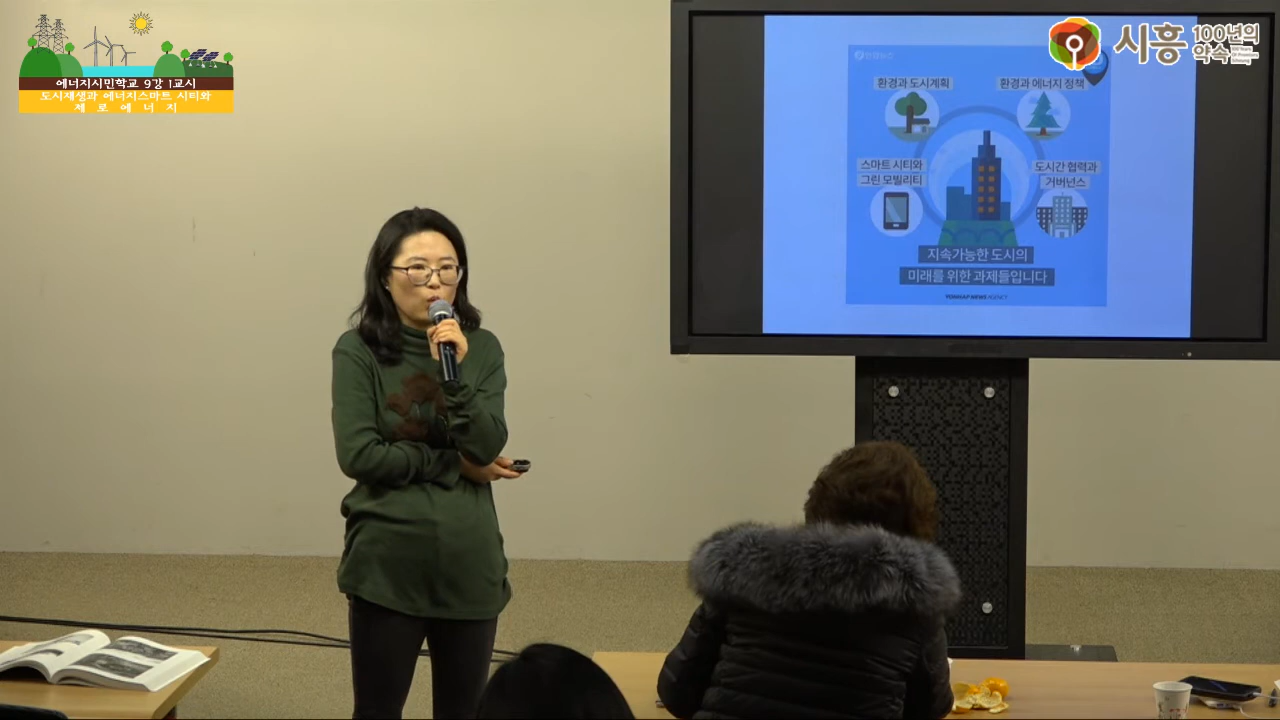 에너지시민학교 9강 1교시
도시재생과 에너지스마트 시티와
제로에너지
시흥 100년의
약속
환경과 도시계획
환경과 에너지 정책
스마트 시티와
그린 모빌리티
도시간 협력과
거버넌스
지속가능한 도시의
미래를 위한 과제들입니다
YONHAP NEWS AGENCY